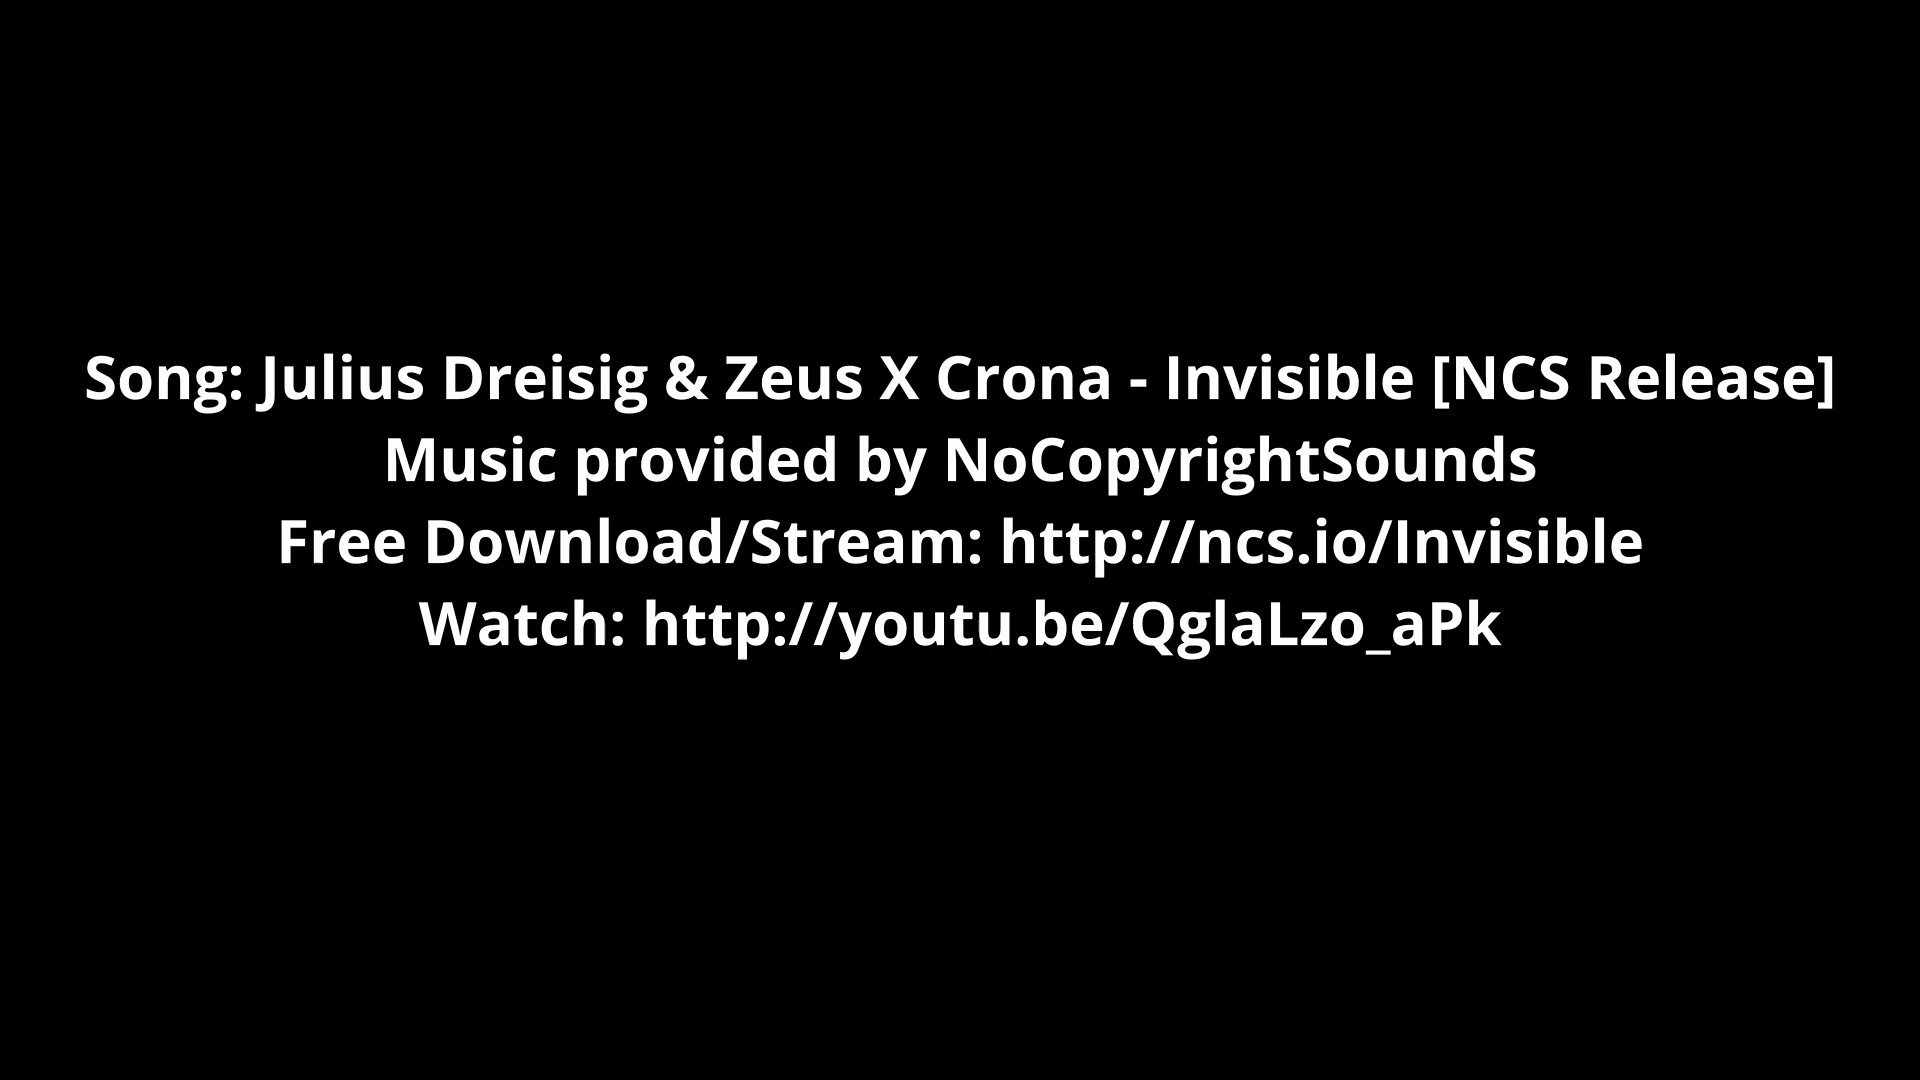 Song: Julius Dreisig & Zeus X Crona - Invisible [NCS Release]
Music provided by NoCopyrightSounds
Free Download/Stream: http://ncs.io/Invisible
Watch: http://youtu.be/QglaLzo_aPk